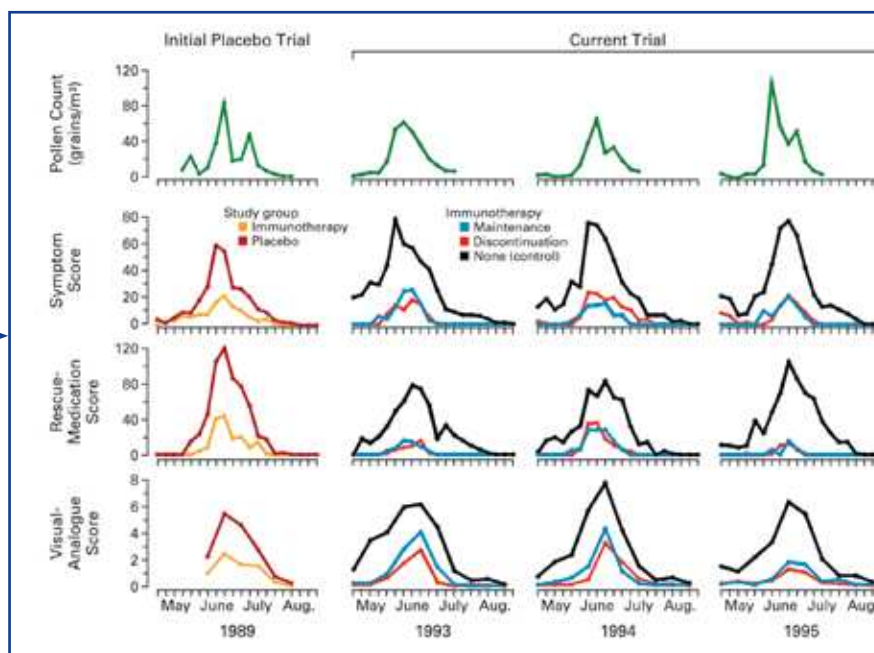 Initial Placebo Trial
Current Trial
Pollen Count
(grains/m³)
120
80
40
0
Symptom
Score
80
60
40
20
0
Study group
Immunotherapy
Placebo
Immunotherapy
Maintenance
Discontinuation
None (control)
Rescue-
Medication
Score
120
80
40
0
Visual-
Analogue
Score
8
6
4
2
0
May June July Aug.
May June July Aug.
May June July Aug.
May June July Aug.
1989
1993
1994
1995